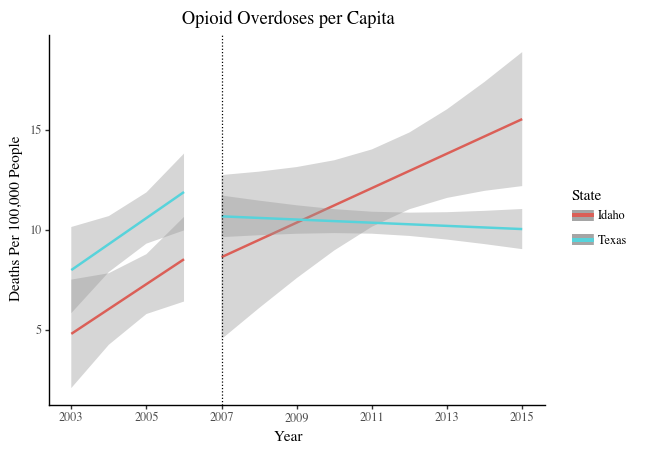 Opioid Overdoses per Capita
Deaths Per 100,000 People
15
10
5
2003 2005 2007 2009 2011 2013 2015
Year
State
Idaho
Texas